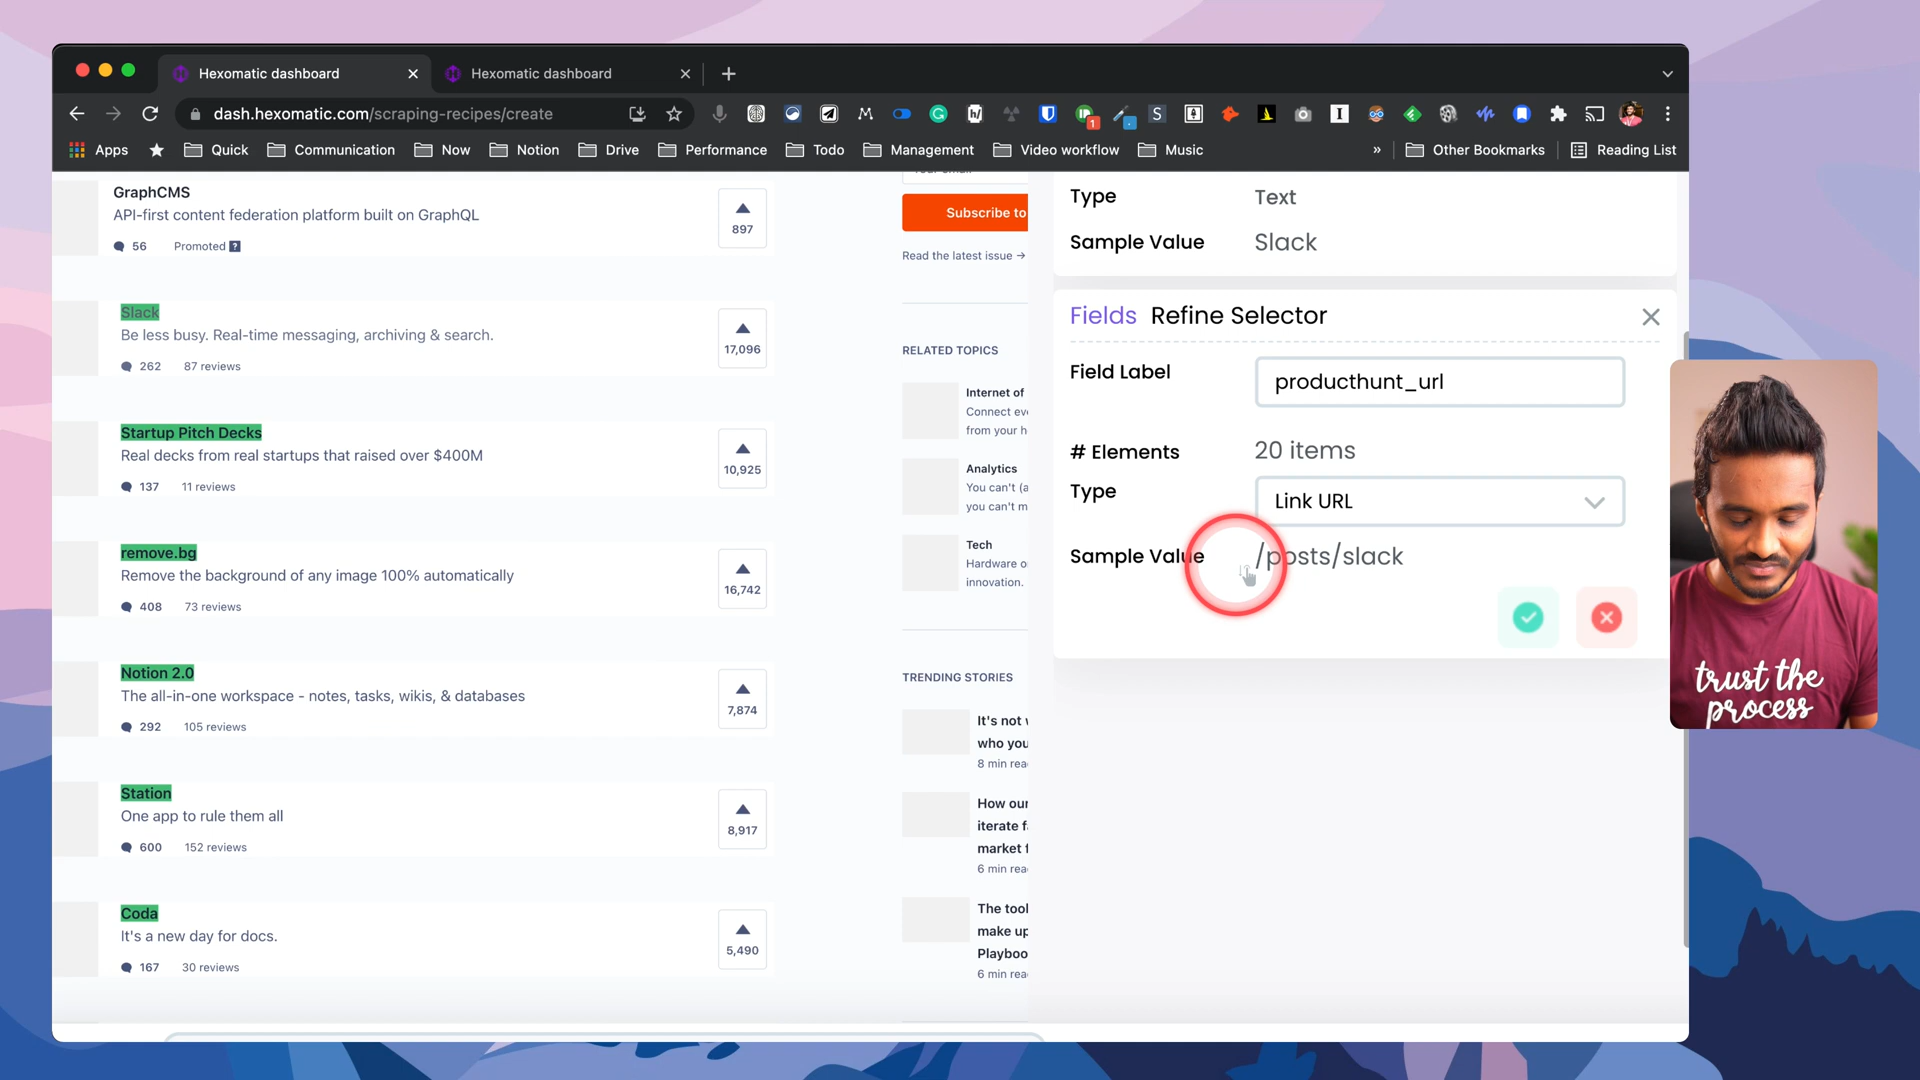 Hexomatic dashboard
Hexomatic dashboard
dash.hexomatic.com/scraping-recipes/create
Apps
Quick
Communication
Now
Notion
Drive
Performance
Todo
Management
Video workflow
Music
»
Other Bookmarks
Reading List
GraphCMS
API-first content federation platform built on GraphQL
56 Promoted ?
897
Slack
Be less busy. Real-time messaging, archiving & search.
262 87 reviews
17,096
Startup Pitch Decks
Real decks from real startups that raised over $400M
137 11 reviews
10,925
remove.bg
Remove the background of any image 100% automatically
408 73 reviews
16,742
Notion 2.0
The all-in-one workspace - notes, tasks, wikis, & databases
292 105 reviews
7,874
Station
One app to rule them all
600 152 reviews
8,917
Coda
It's a new day for docs.
167 30 reviews
5,490
Subscribe to
Read the latest issue →
RELATED TOPICS
Internet of
Connect eve
from your h
Analytics
You can't (a
you can't m
Tech
Hardware o
innovation.
TRENDING STORIES
It's not
who you
8 min rea
How our
iterate f
market f
6 min rea
The tool
make up
Playboo
6 min rea
Type Text
Sample Value Slack
Fields Refine Selector
Field Label producthunt_url
# Elements 20 items
Type Link URL
Sample Value /posts/slack
trust the
process